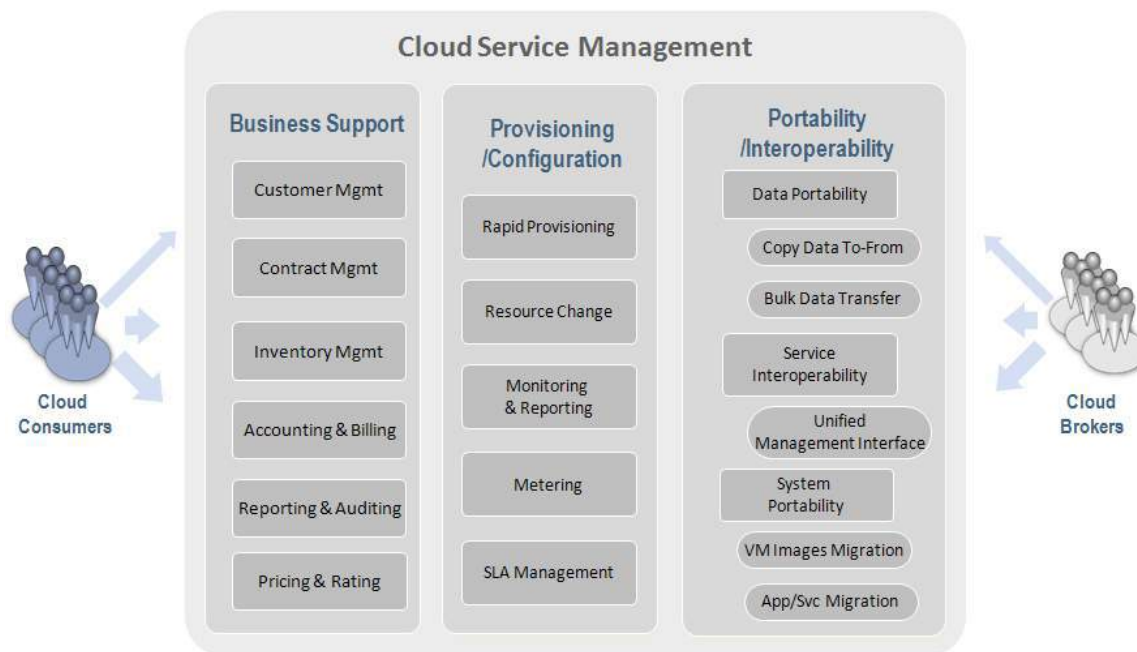 Cloud Service Management
Business Support
Customer Mgmt
Contract Mgmt
Inventory Mgmt
Accounting & Billing
Reporting & Auditing
Pricing & Rating
Provisioning
/Configuration
Rapid Provisioning
Resource Change
Monitoring
& Reporting
Metering
SLA Management
Portability
/Interoperability
Data Portability
Copy Data To-From
Bulk Data Transfer
Service
Interoperability
Unified
Management Interface
System
Portability
VM Images Migration
App/Svc Migration
Cloud
Consumers
Cloud
Brokers